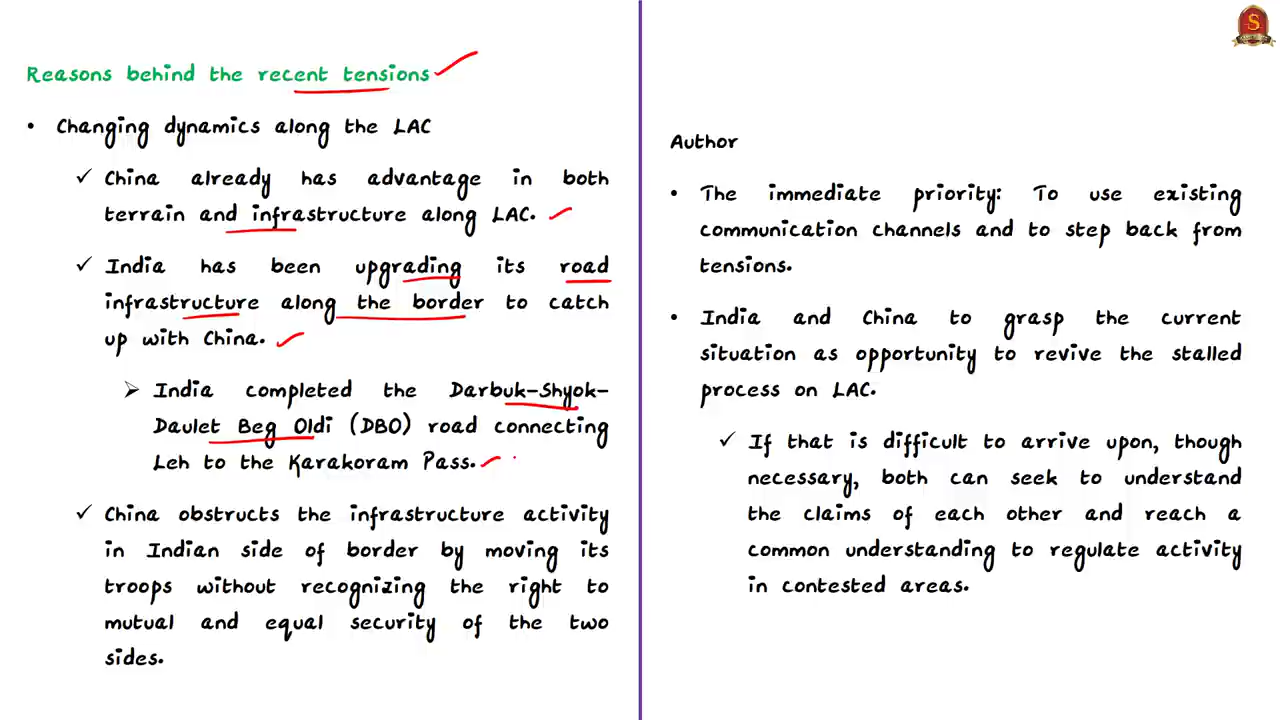 Reasons behind the recent tensions
• Changing dynamics along the LAC
✓ China already has advantage in both
terrain and infrastructure along LAC.
✓ India has been upgrading its road
infrastructure along the border to catch
up with China.
➢ India completed the Darbuk-Shyok-
Daulet Beg Oldi (DBO) road connecting
Leh to the Karakoram Pass.
✓ China obstructs the infrastructure activity
in Indian side of border by moving its
troops without recognizing the right to
mutual and equal security of the two
sides.
Author
• The immediate priority: To use existing
communication channels and to step back from
tensions.
• India and China to grasp the current
situation as opportunity to revive the stalled
process on LAC.
✓ If that is difficult to arrive upon, though
necessary, both can seek to understand
the claims of each other and reach a
common understanding to regulate activity
in contested areas.